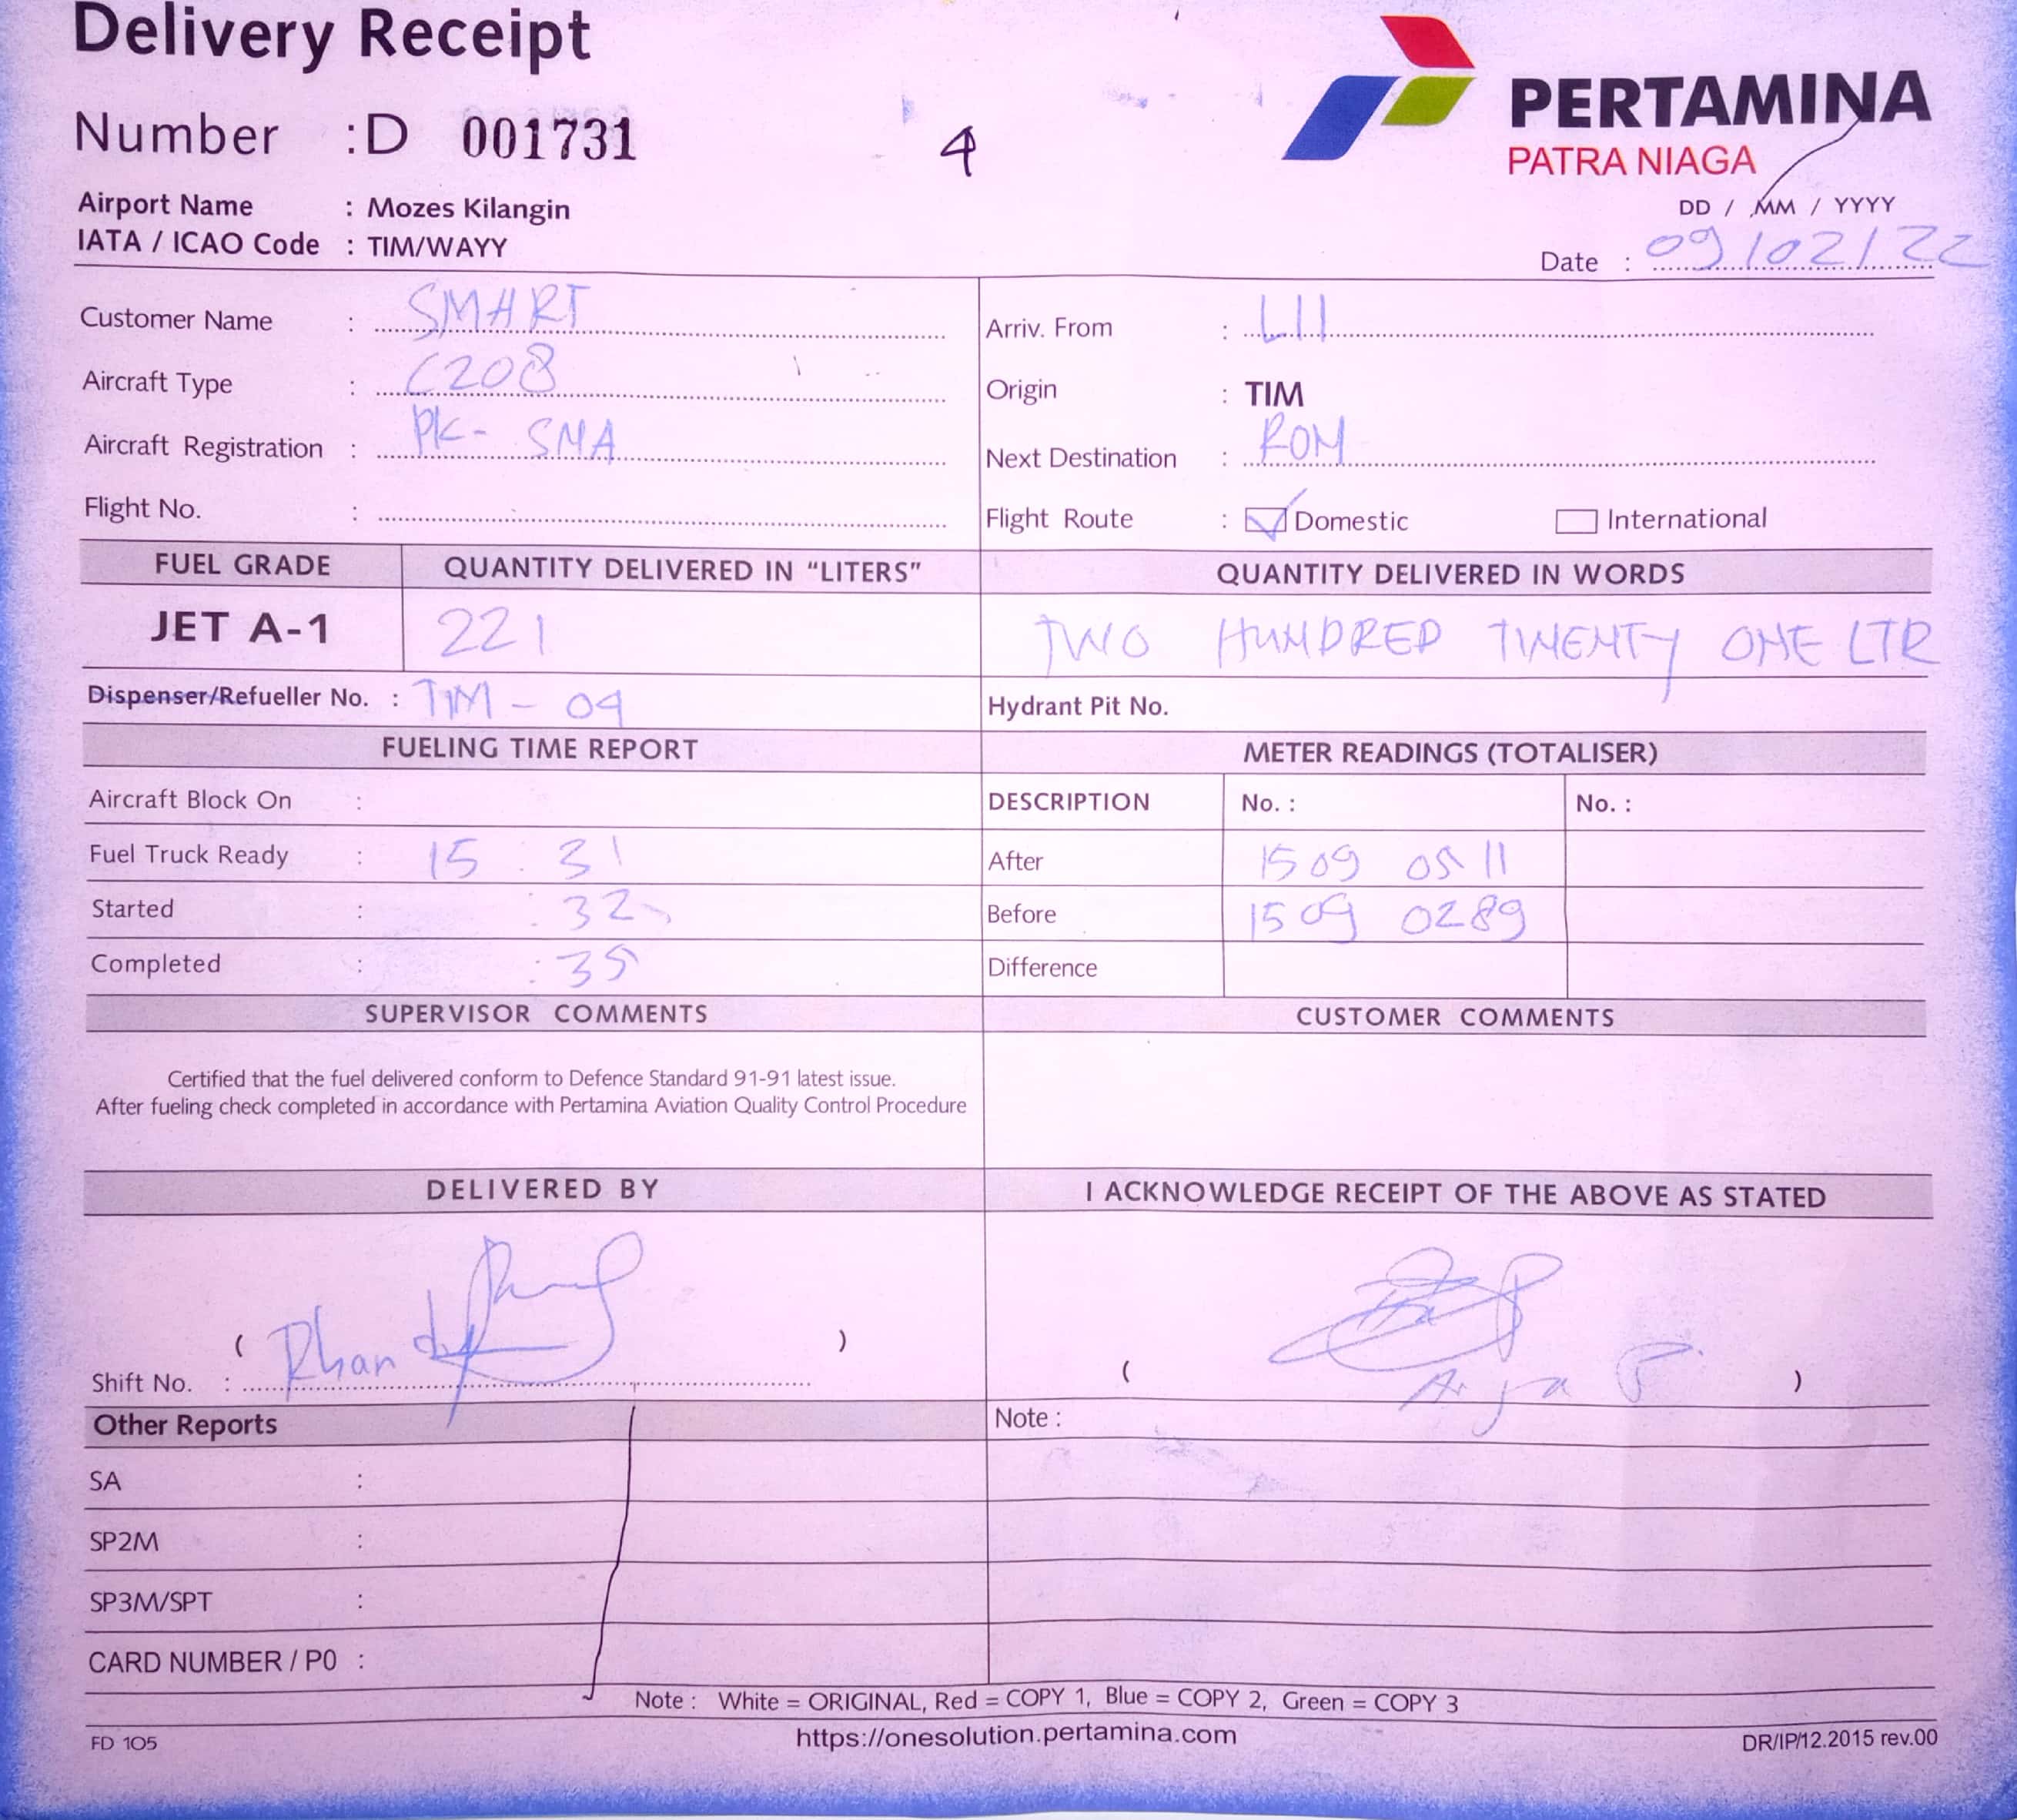 Delivery Receipt
PERTAMINA
PATRA NIAGA
Number : D 001731
4
Airport Name : Mozes Kilangin
IATA / ICAO Code : TIM/WAYY
DD / MM / YYYY
Date : 09/02/22
Customer Name : SMART
Arriv. From : LII
Aircraft Type : C208
Origin : TIM
Aircraft Registration : PK- SMA
Next Destination : ROM
Flight No. :
Flight Route : Domestic International
FUEL GRADE QUANTITY DELIVERED IN “LITERS” QUANTITY DELIVERED IN WORDS
JET A-1 221 TWO HUNDRED TWENTY ONE LTR
Dispenser/Refueller No. : TIM - 09 Hydrant Pit No.
FUELING TIME REPORT METER READINGS (TOTALISER)
Aircraft Block On : DESCRIPTION No. : No. :
Fuel Truck Ready : 15 : 31 After 1509 0511
Started : : 32 Before 1509 0289
Completed : : 35 Difference
SUPERVISOR COMMENTS CUSTOMER COMMENTS
Certified that the fuel delivered conform to Defence Standard 91-91 latest issue.
After fueling check completed in accordance with Pertamina Aviation Quality Control Procedure
DELIVERED BY I ACKNOWLEDGE RECEIPT OF THE ABOVE AS STATED
( )
Shift No. :
( )
Other Reports Note :
SA :
SP2M :
SP3M/SPT :
CARD NUMBER / P0 :
Note : White = ORIGINAL, Red = COPY 1, Blue = COPY 2, Green = COPY 3
FD 105 https://onesolution.pertamina.com DR/IP/12.2015 rev.00